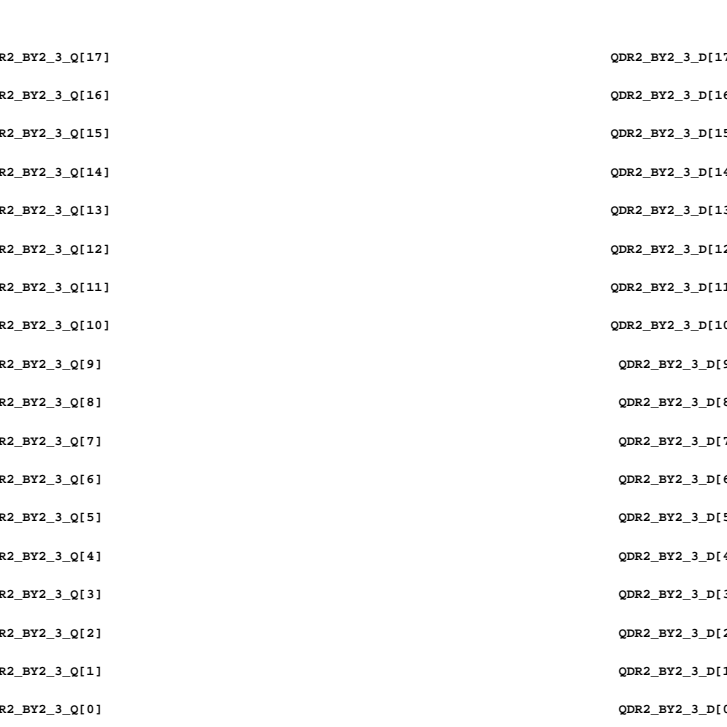 R2_BY2_3_Q[17] QDR2_BY2_3_D[17
R2_BY2_3_Q[16] QDR2_BY2_3_D[16
R2_BY2_3_Q[15] QDR2_BY2_3_D[15
R2_BY2_3_Q[14] QDR2_BY2_3_D[14
R2_BY2_3_Q[13] QDR2_BY2_3_D[13
R2_BY2_3_Q[12] QDR2_BY2_3_D[12
R2_BY2_3_Q[11] QDR2_BY2_3_D[11
R2_BY2_3_Q[10] QDR2_BY2_3_D[10
R2_BY2_3_Q[9] QDR2_BY2_3_D[9
R2_BY2_3_Q[8] QDR2_BY2_3_D[8
R2_BY2_3_Q[7] QDR2_BY2_3_D[7
R2_BY2_3_Q[6] QDR2_BY2_3_D[6
R2_BY2_3_Q[5] QDR2_BY2_3_D[5
R2_BY2_3_Q[4] QDR2_BY2_3_D[4
R2_BY2_3_Q[3] QDR2_BY2_3_D[3
R2_BY2_3_Q[2] QDR2_BY2_3_D[2
R2_BY2_3_Q[1] QDR2_BY2_3_D[1
R2_BY2_3_Q[0] QDR2_BY2_3_D[0